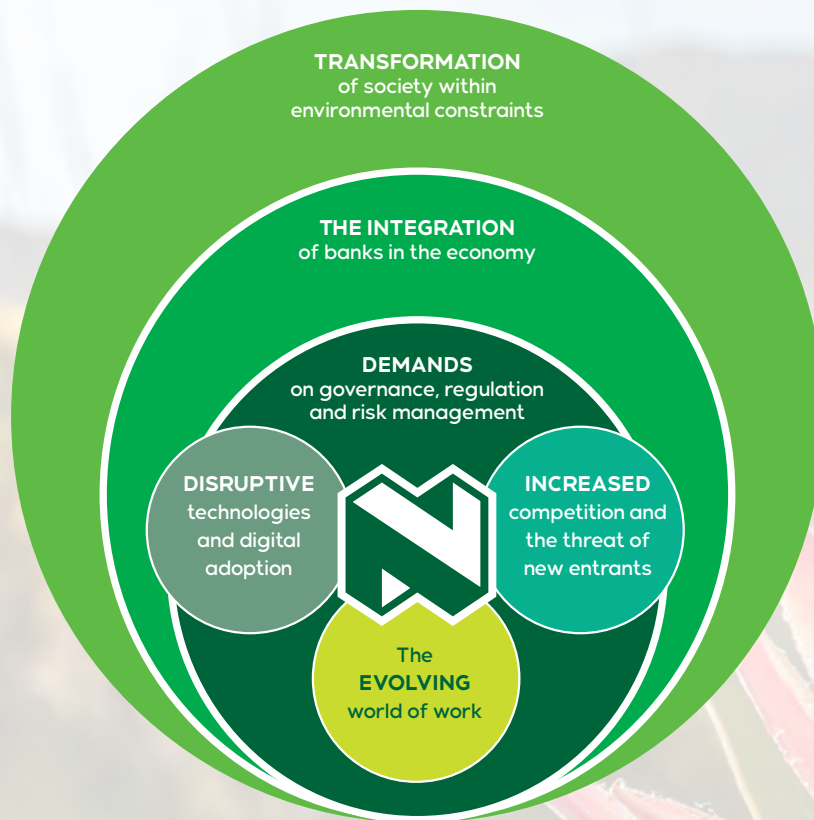 TRANSFORMATION
of society within
environmental constraints
THE INTEGRATION
of banks in the economy
DEMANDS
on governance, regulation
and risk management
DISRUPTIVE
technologies
and digital
adoption
INCREASED
competition and
the threat of
new entrants
The
EVOLVING
world of work